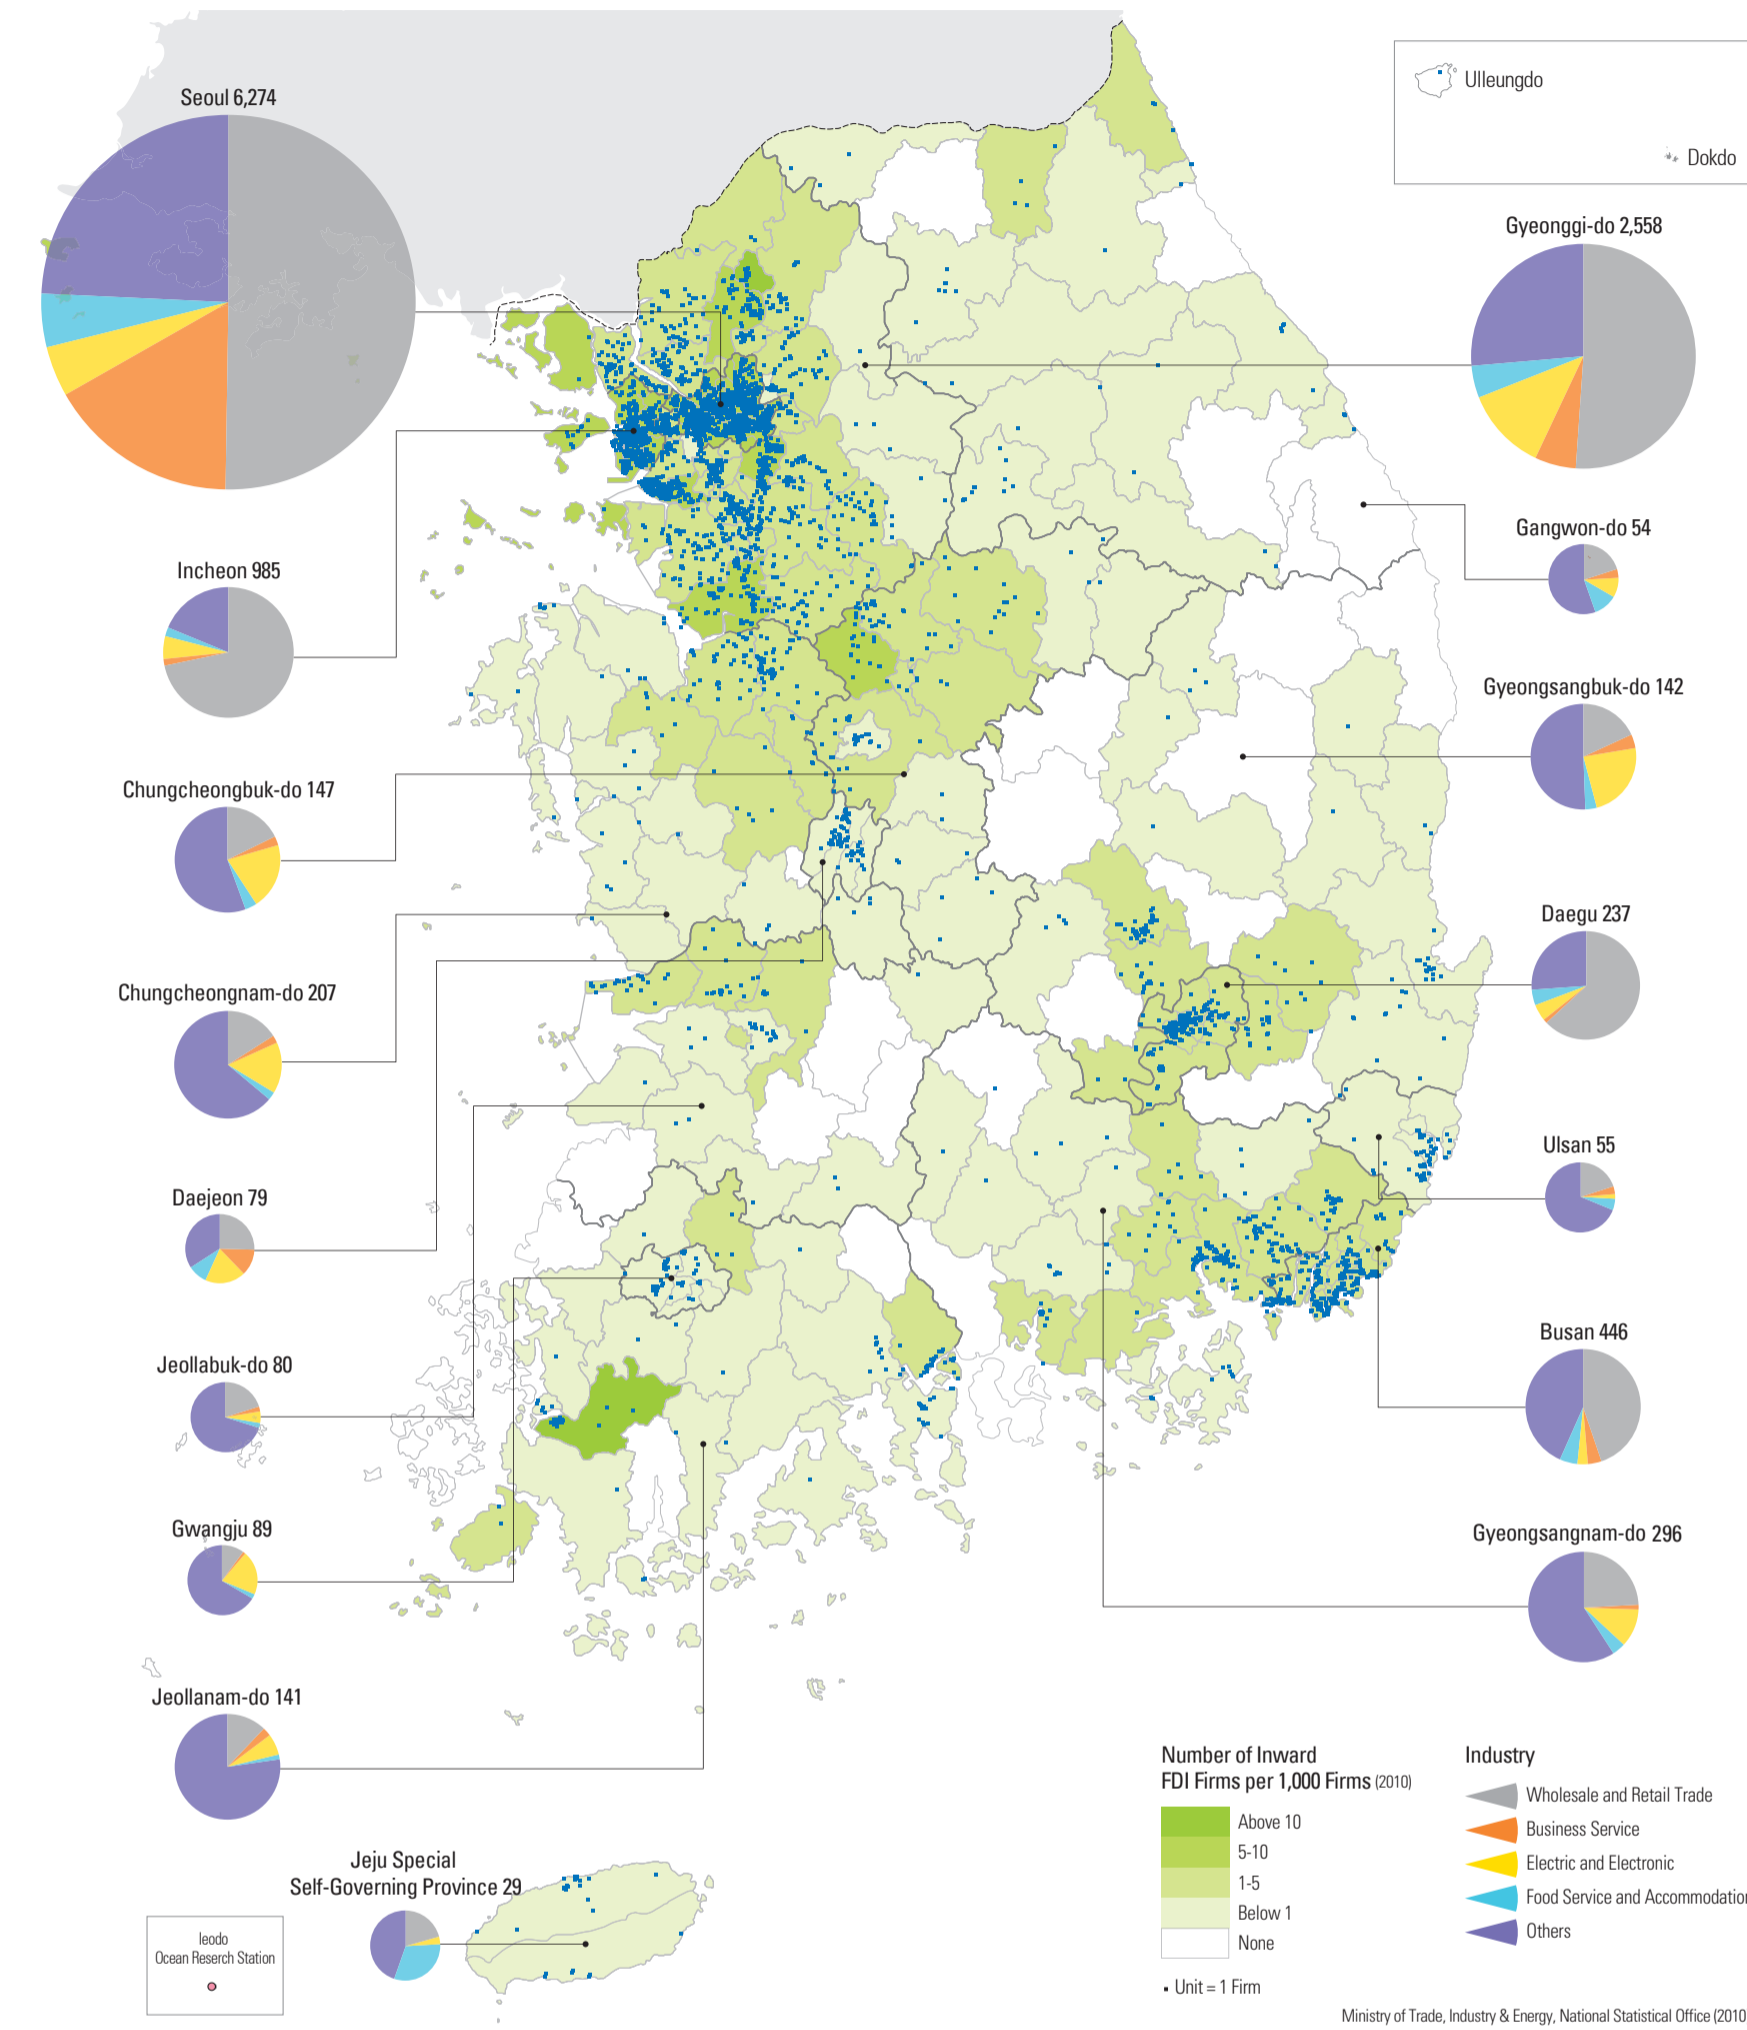 Seoul 6,274
Ulleungdo
Dokdo
Gyeonggi-do 2,558
Gangwon-do 54
Incheon 985
Gyeongsangbuk-do 142
Chungcheongbuk-do 147
Daegu 237
Chungcheongnam-do 207
Ulsan 55
Daejeon 79
Busan 446
Jeollabuk-do 80
Gwangju 89
Gyeongsangnam-do 296
Jeollanam-do 141
Jeju Special
Self-Governing Province 29
Ieodo
Ocean Reserch Station
Number of Inward
FDI Firms per 1,000 Firms (2010)
Above 10
5-10
1-5
Below 1
None
Unit = 1 Firm
Industry
Wholesale and Retail Trade
Business Service
Electric and Electronic
Food Service and Accommodation
Others
Ministry of Trade, Industry & Energy, National Statistical Office (2010